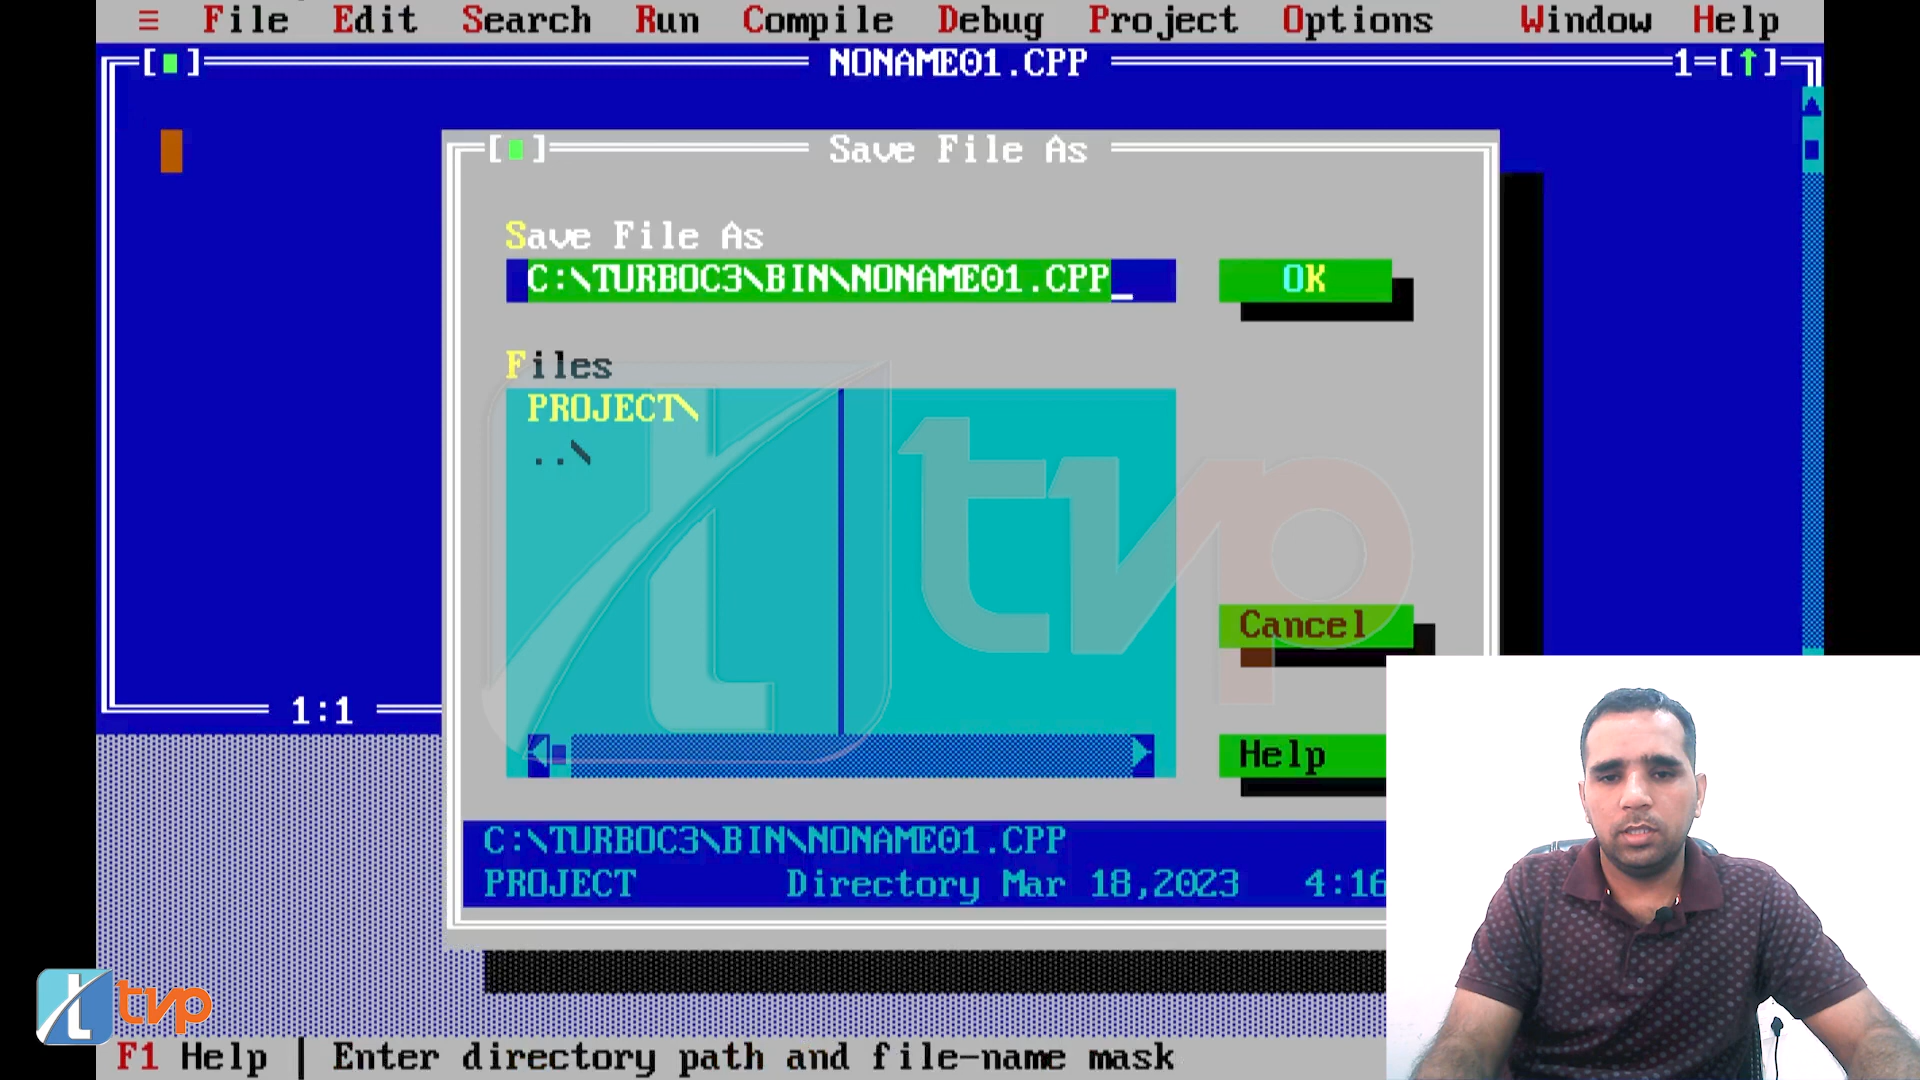 ≡ File Edit Search Run Compile Debug Project Options Window Help
[■] NONAME01.CPP 1=[↑]
[■] Save File As
Save File As
C:\TURBOC3\BIN\NONAME01.CPP_ OK
Files
PROJECT\
..\
tvp
Cancel
1:1
Help
C:\TURBOC3\BIN\NONAME01.CPP
PROJECT Directory Mar 18,2023 4:16
t tvp
F1 Help | Enter directory path and file-name mask